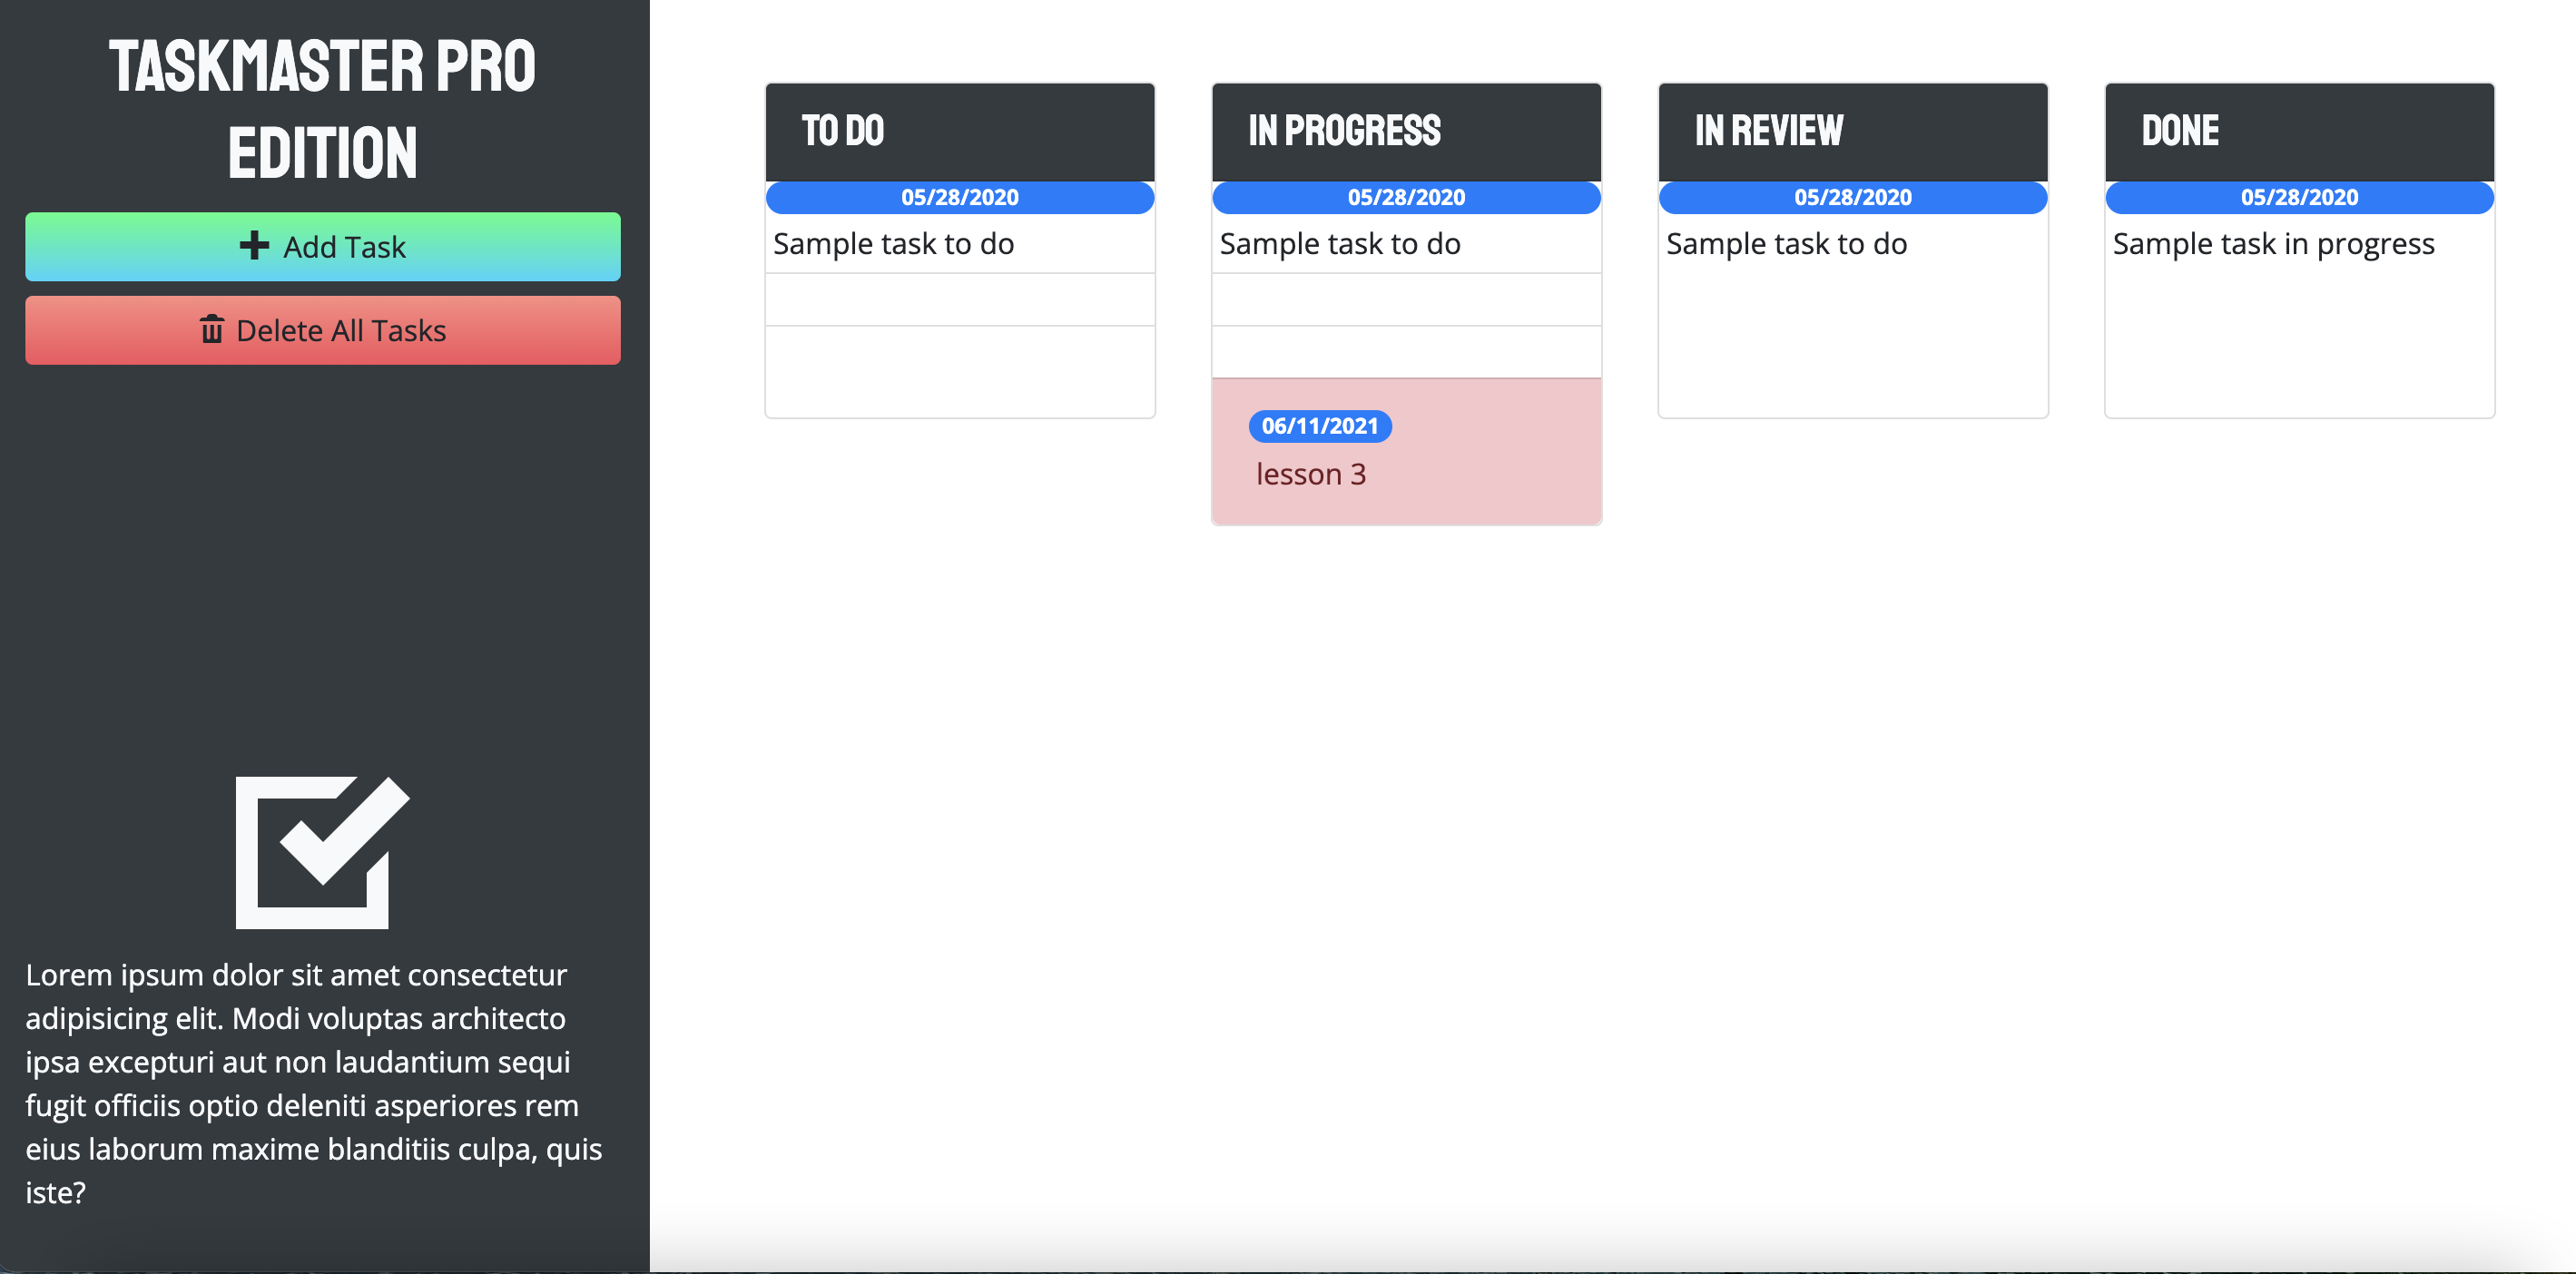 TASKMASTER PRO
EDITION
Add Task
Delete All Tasks
Lorem ipsum dolor sit amet consectetur
adipisicing elit. Modi voluptas architecto
ipsa excepturi aut non laudantium sequi
fugit officiis optio deleniti asperiores rem
eius laborum maxime blanditiis culpa, quis
iste?
TO DO
05/28/2020
Sample task to do
IN PROGRESS
05/28/2020
Sample task to do
06/11/2021
lesson 3
IN REVIEW
05/28/2020
Sample task to do
DONE
05/28/2020
Sample task in progress